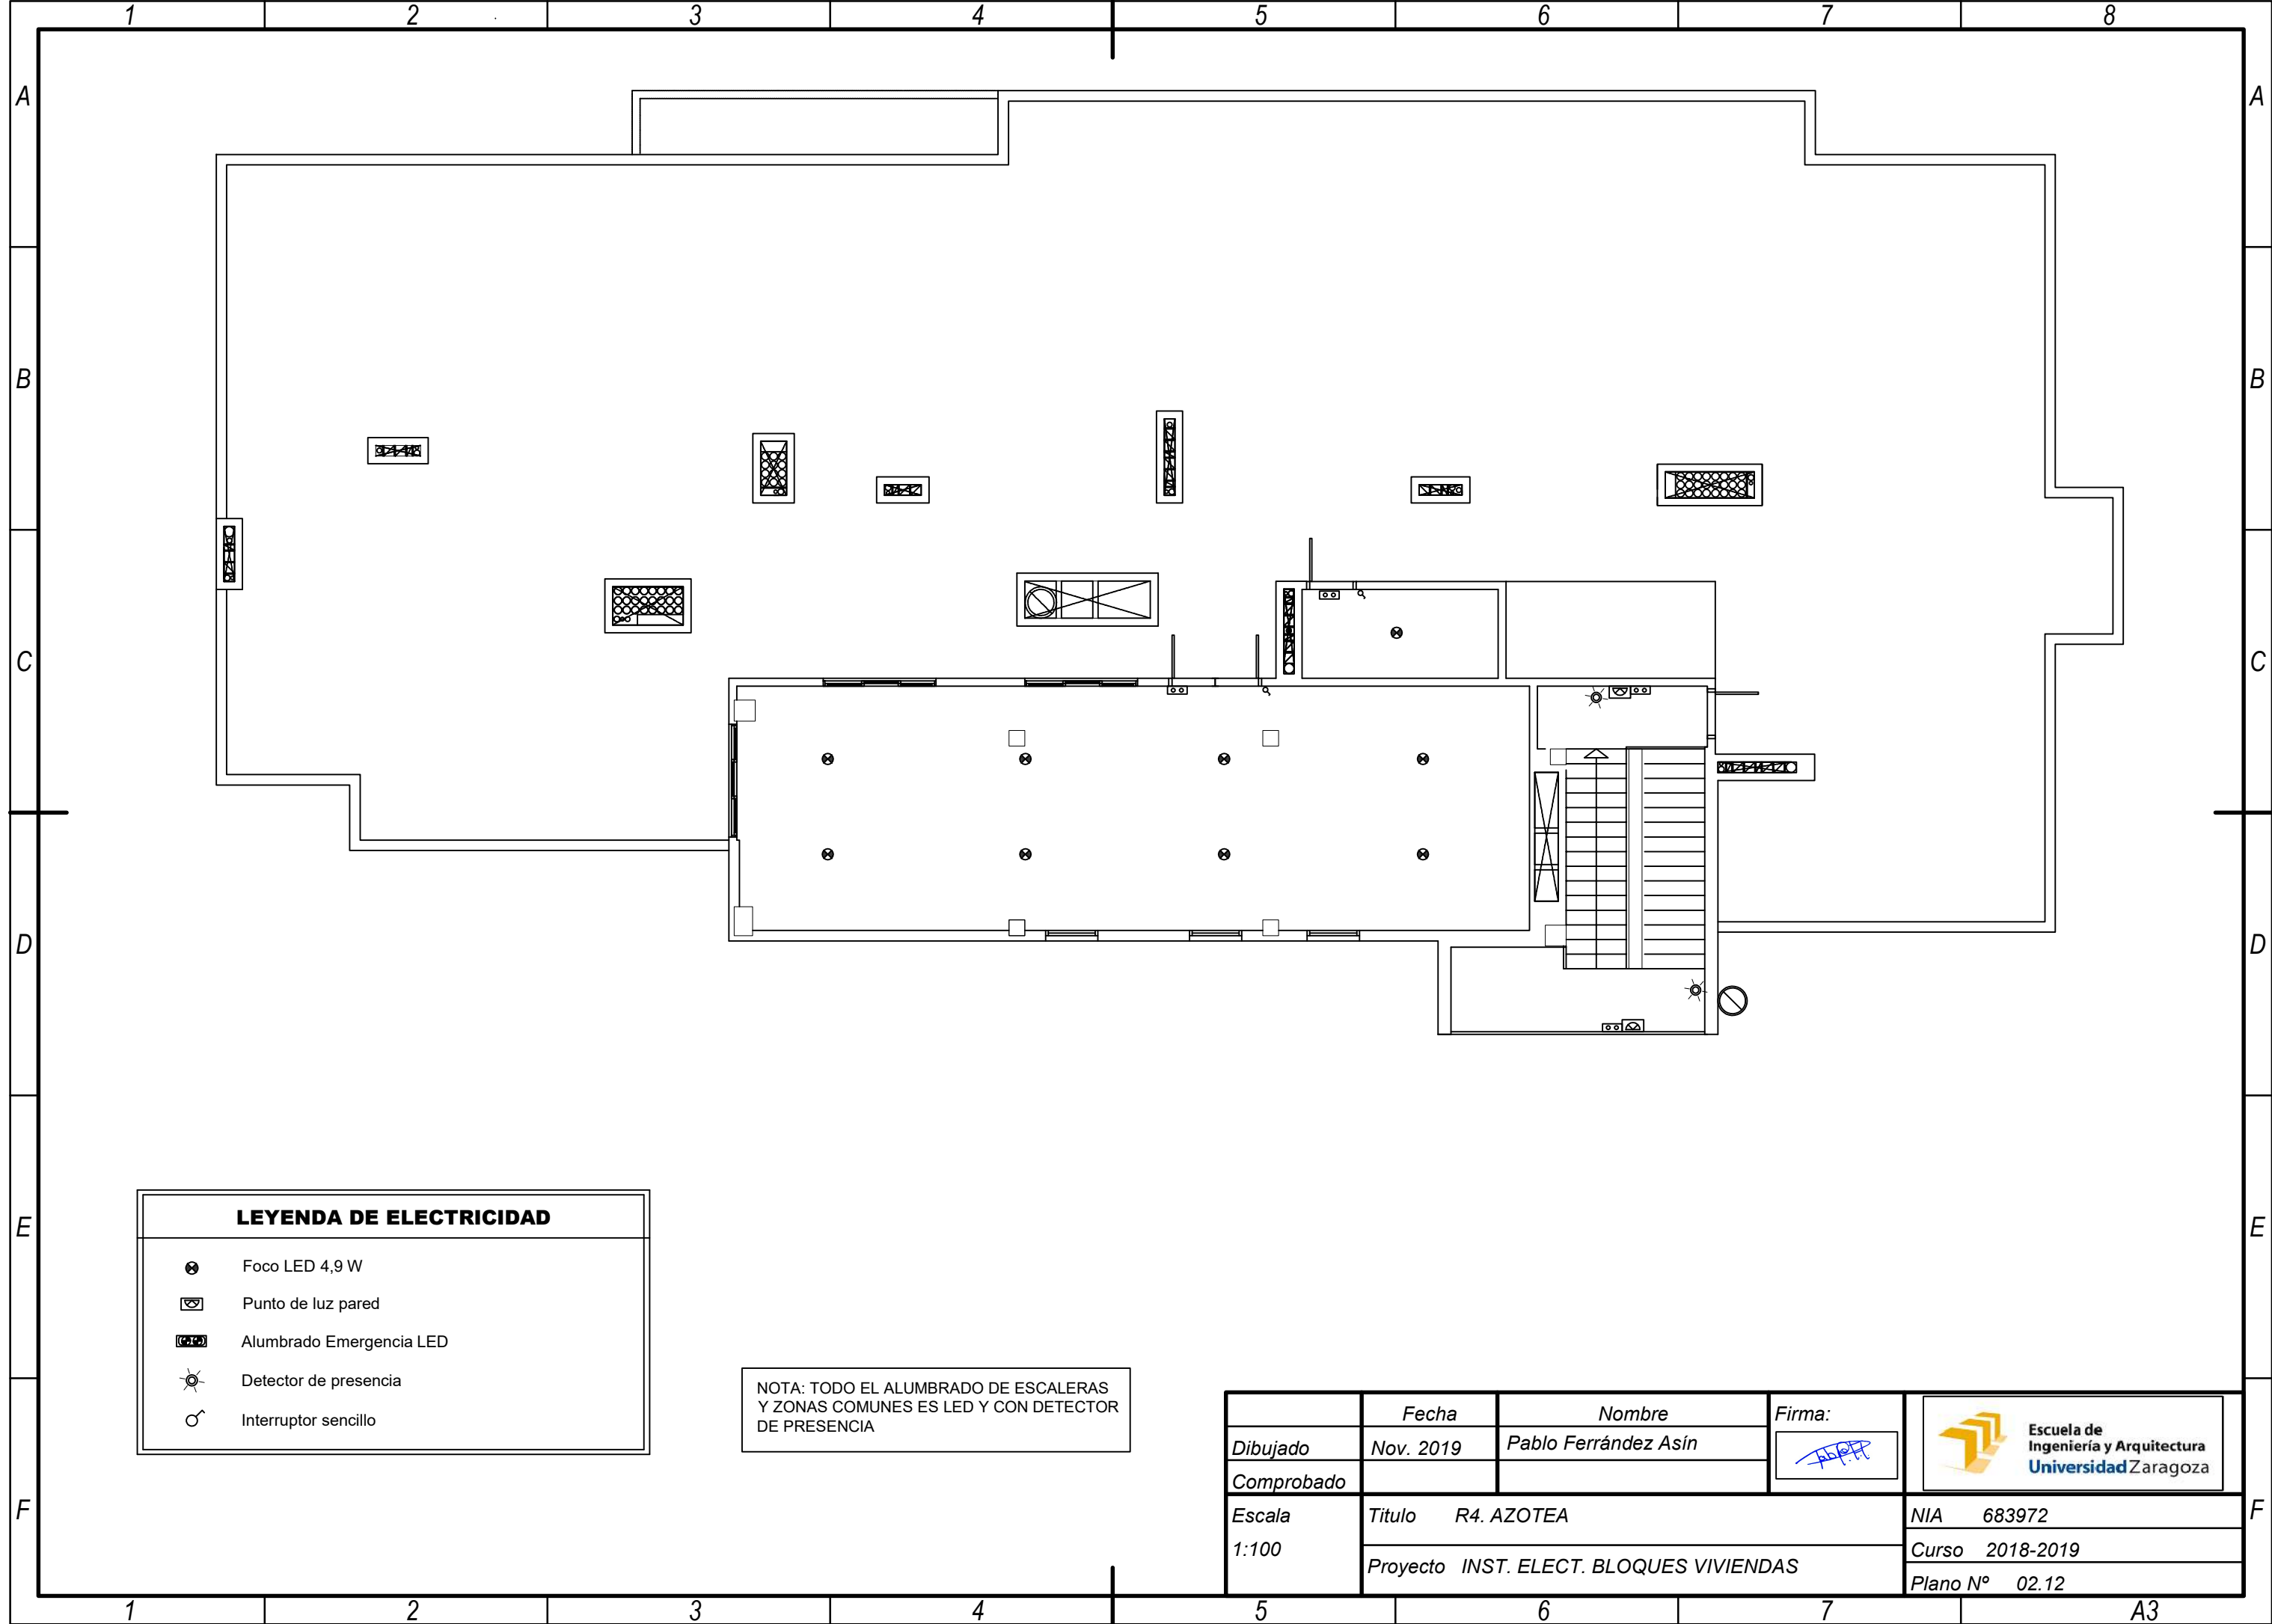 1 2 3 4 5 6 7 8
A A
B B
C C
D D
E E
F F
LEYENDA DE ELECTRICIDAD
Foco LED 4,9 W
Punto de luz pared
Alumbrado Emergencia LED
Detector de presencia
Interruptor sencillo
NOTA: TODO EL ALUMBRADO DE ESCALERAS
Y ZONAS COMUNES ES LED Y CON DETECTOR
DE PRESENCIA
Fecha Nombre Firma:
Dibujado Nov. 2019 Pablo Ferrández Asín
Comprobado
Escuela de
Ingeniería y Arquitectura
Universidad Zaragoza
Escala
1:100
Titulo R4. AZOTEA
Proyecto INST. ELECT. BLOQUES VIVIENDAS
NIA 683972
Curso 2018-2019
Plano Nº 02.12
1 2 3 4 5 6 7 A3